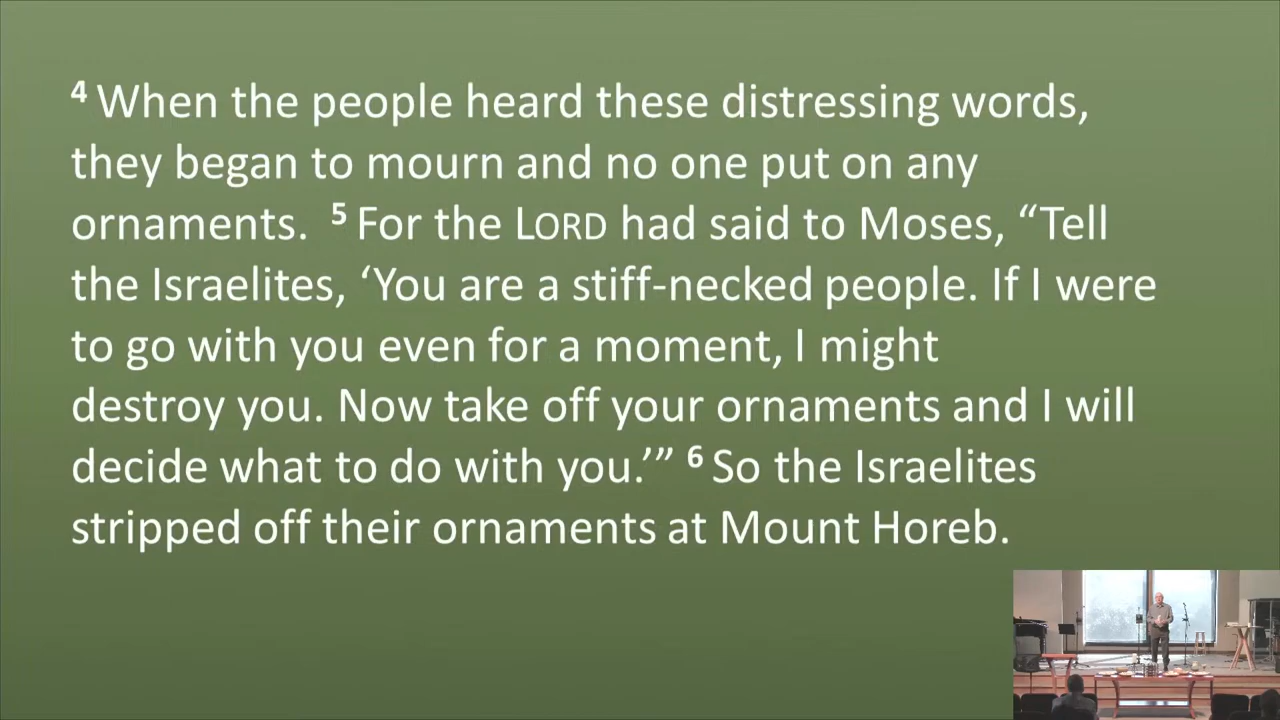 4 When the people heard these distressing words,
they began to mourn and no one put on any
ornaments. 5 For the LORD had said to Moses, “Tell
the Israelites, ‘You are a stiff-necked people. If I were
to go with you even for a moment, I might
destroy you. Now take off your ornaments and I will
decide what to do with you.’” 6 So the Israelites
stripped off their ornaments at Mount Horeb.